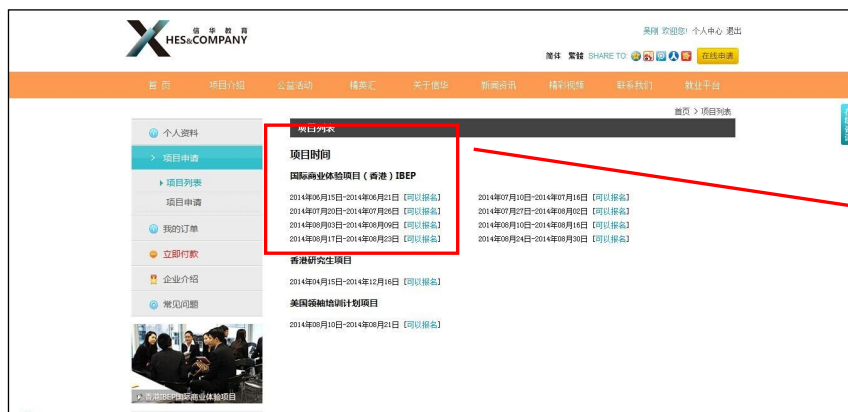 信华教育
HES&COMPANY
吴刚 欢迎您! 个人中心 退出
简体 繁體 SHARE TO: 在线申请
首 页 项目介绍 公益活动 精英汇 关于信华 新闻资讯 精彩视频 联系我们 就业平台
首页 > 项目列表
个人资料
> 项目申请
项目列表
项目申请
我的订单
立即付款
企业介绍
常见问题
香港IBEP国际商业体验项目
项目列表
项目时间
国际商业体验项目（香港）IBEP
2014年06月15日-2014年06月21日 [可以报名] 2014年07月10日-2014年07月16日 [可以报名]
2014年07月20日-2014年07月26日 [可以报名] 2014年07月27日-2014年08月02日 [可以报名]
2014年08月03日-2014年08月09日 [可以报名] 2014年08月10日-2014年08月16日 [可以报名]
2014年08月17日-2014年08月23日 [可以报名] 2014年08月24日-2014年08月30日 [可以报名]
香港研究生项目
2014年04月15日-2014年12月16日 [可以报名]
美国领袖培训计划项目
2014年08月10日-2014年08月21日 [可以报名]